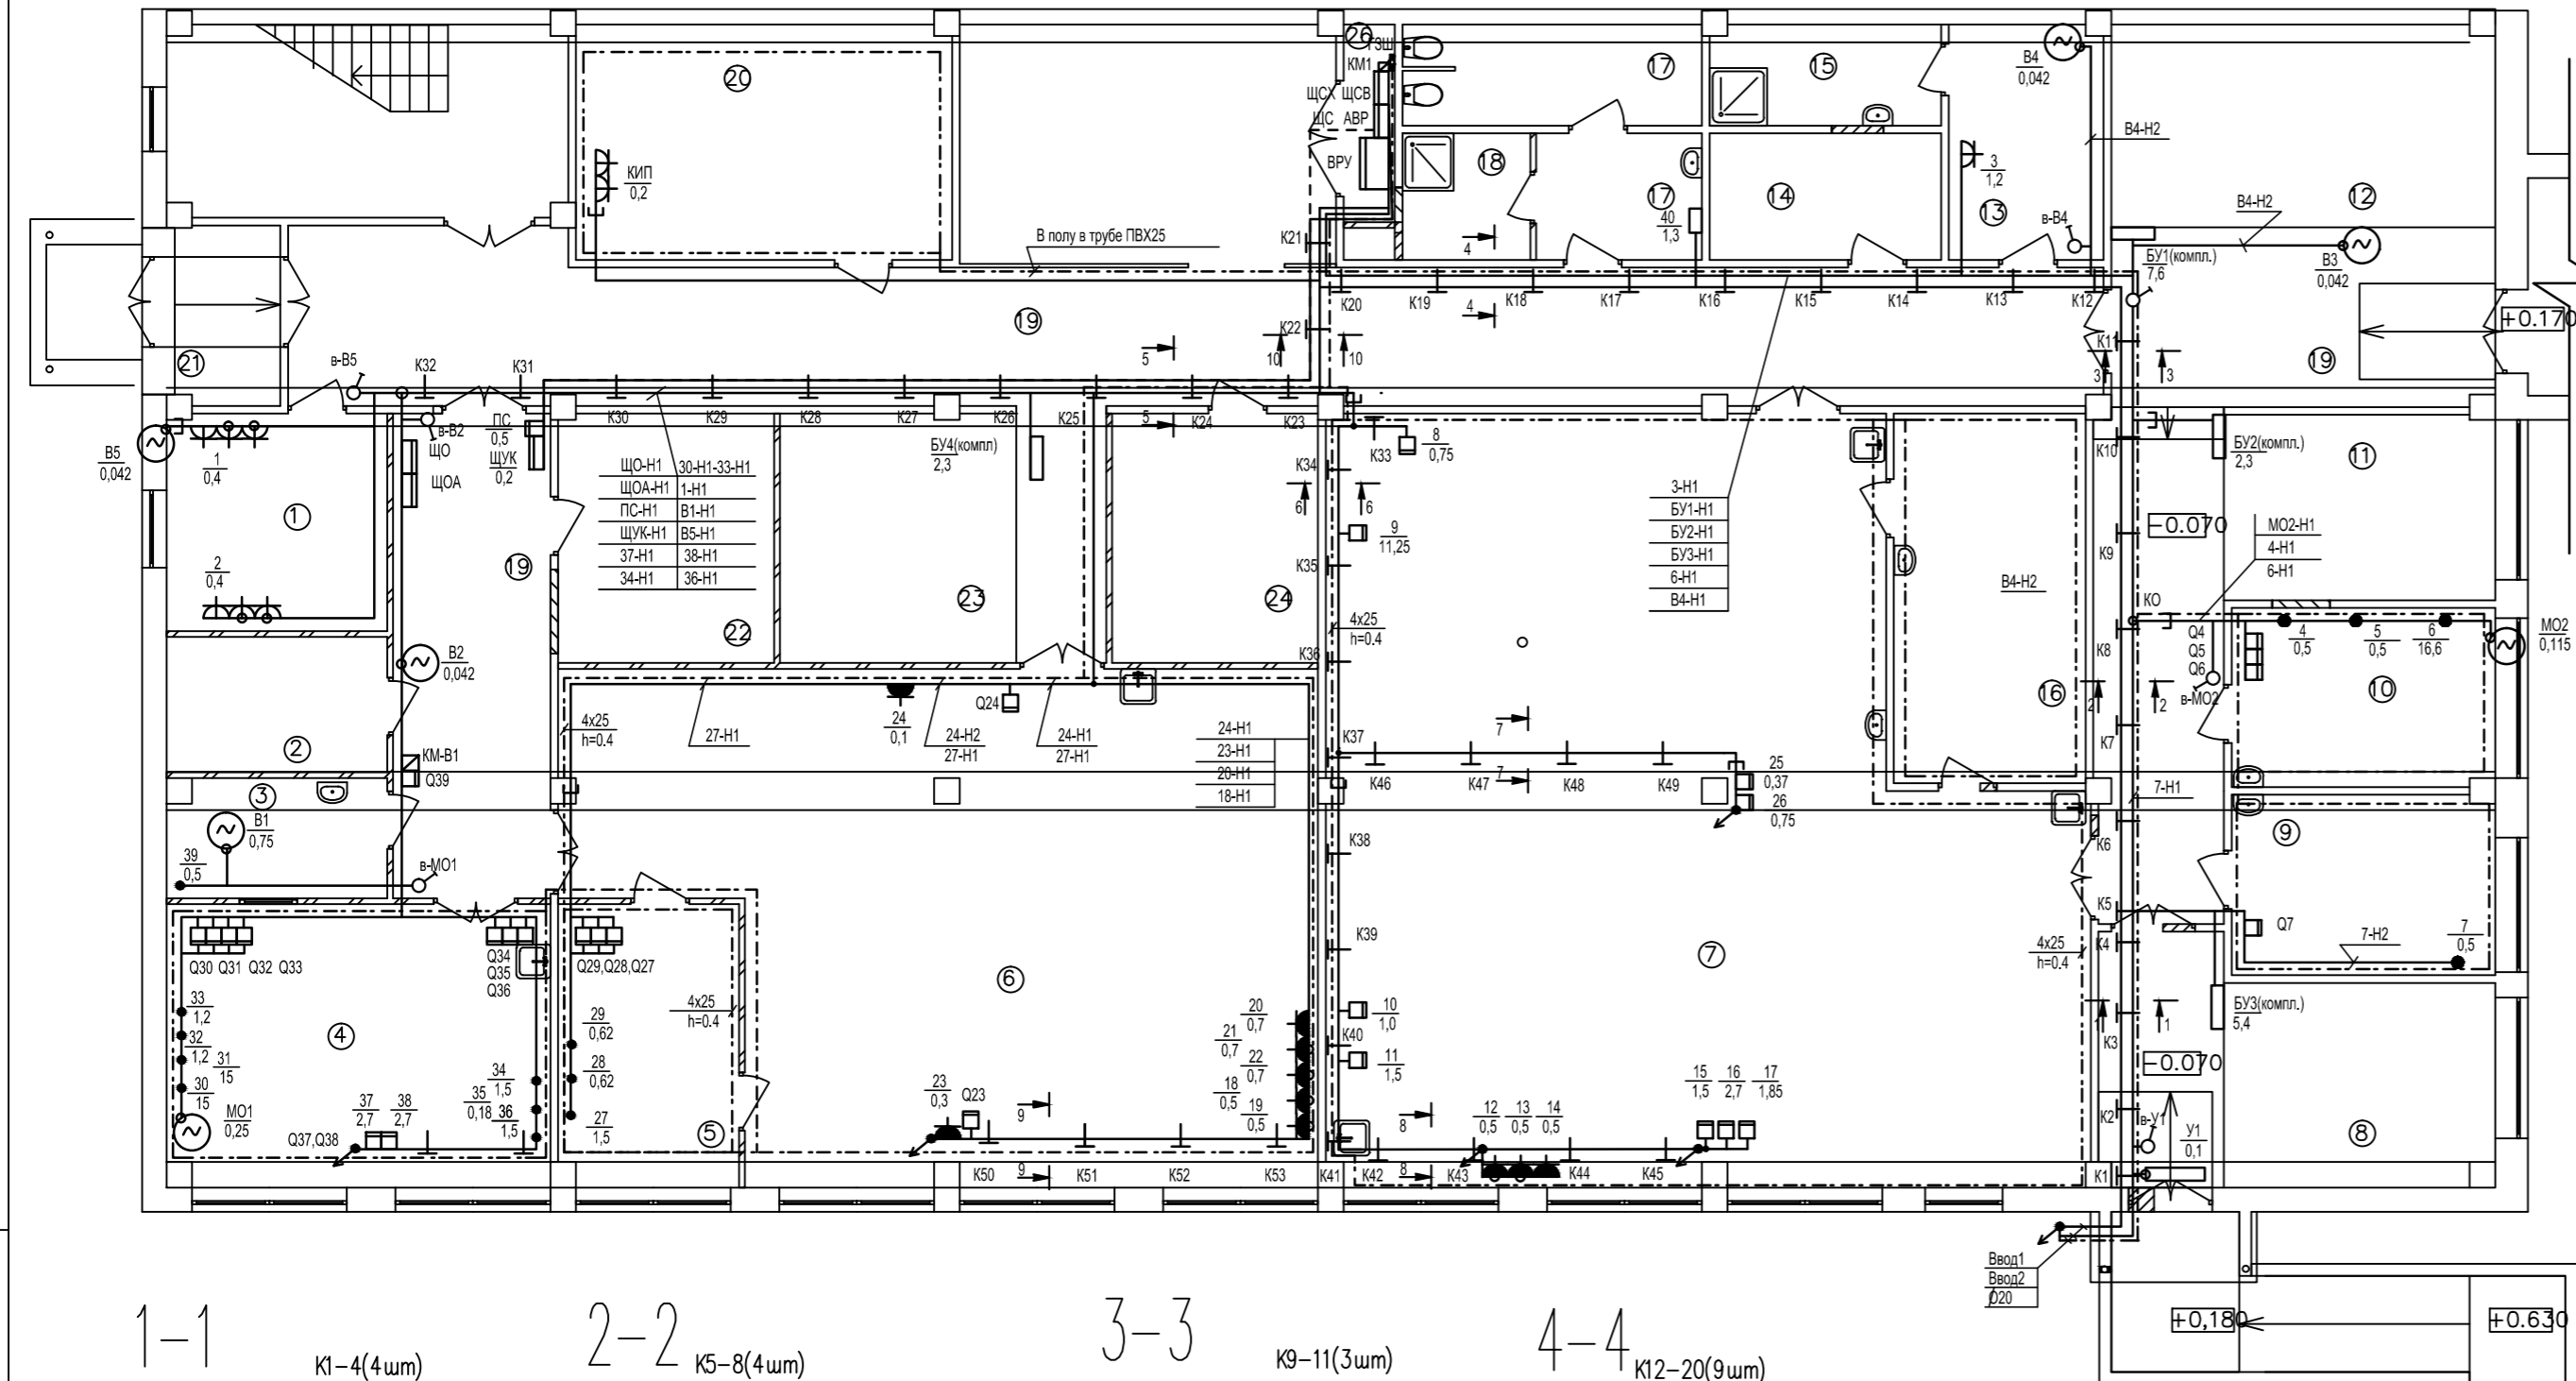 26
ГЗШ
КМ1
ЩСХ ЩСВ
ЩС АВР
ВРУ
20
КИП
0,2
17
15
В4
0,042
В4-Н2
18
17
14
13
3
1,2
40
1,3
в-В4
12
В4-Н2
В3
0,042
БУ1(компл.)
7,6
В полу в трубе ПВХ25
К21
К22
К20
К19
К18
К17
К16
К15
К14
К13
К12
К11
4
4
19
5
10
10
3
3
19
+0.170
21
в-В5
К32
К31
К30
К29
К28
К27
К26
К25
К24
К23
5
В5
0,042
1
0,4
в-В2
ЩО
ЩОА
ПС
0,5
ЩУК
0,2
ЩО-Н1
30-Н1-33-Н1
ЩОА-Н1
1-Н1
ПС-Н1
В1-Н1
ЩУК-Н1
В5-Н1
37-Н1
38-Н1
34-Н1
36-Н1
БУ4(компл)
2,3
К34
К33
8
0,75
6
6
9
11,25
К35
3-Н1
БУ1-Н1
БУ2-Н1
БУ3-Н1
6-Н1
В4-Н1
К10
БУ2(компл.)
2,3
11
-0.070
К9
МО2-Н1
4-Н1
6-Н1
1
2
0,4
19
22
23
24
4х25
h=0.4
К36
В4-Н2
16
КО
К8
Q4
Q5
Q6
в-МО2
4
0,5
5
0,5
6
16,6
МО2
0,115
10
2
2
К7
В2
0,042
2
КМ-В1
Q39
4х25
h=0.4
27-Н1
24
0,1
Q24
24-Н2
27-Н1
24-Н1
27-Н1
24-Н1
23-Н1
20-Н1
18-Н1
К37
7
7
К46
К47
К48
К49
25
0,37
26
0,75
7-Н1
3
В1
0,75
39
0,5
в-МО1
К38
К6
9
К5
Q7
7-Н2
7
0,5
К39
К4
4х25
h=0.4
7
6
Q30 Q31 Q32 Q33
Q34
Q35
Q36
Q29,Q28,Q27
4х25
h=0.4
33
1,2
32
1,2
31
15
30
15
МО1
0,25
4
34
1,5
35
0,18
36
1,5
37
2,7
38
2,7
Q37,Q38
29
0,62
28
0,62
27
1,5
5
23
0,3
Q23
9
9
20
0,7
21
0,7
22
0,7
18
0,5
19
0,5
10
1,0
К40
11
1,5
8
8
12
0,5
13
0,5
14
0,5
15
1,5
16
2,7
17
1,85
БУ3(компл.)
5,4
К3
1
1
-0.070
К2
в-У1
У1
0,1
8
К1
К50
К51
К52
К53
К41
К42
К43
К44
К45
Ввод1
Ввод2
О20
+0,180
+0.630
1-1
К1-4(4шт)
2-2
К5-8(4шт)
3-3
К9-11(3шт)
4-4
К12-20(9шт)